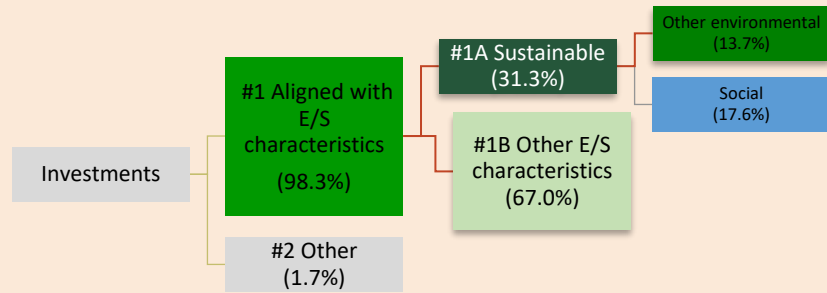 Investments
#1 Aligned with
E/S
characteristics
(98.3%)
#2 Other
(1.7%)
#1A Sustainable
(31.3%)
#1B Other E/S
characteristics
(67.0%)
Other environmental
(13.7%)
Social
(17.6%)